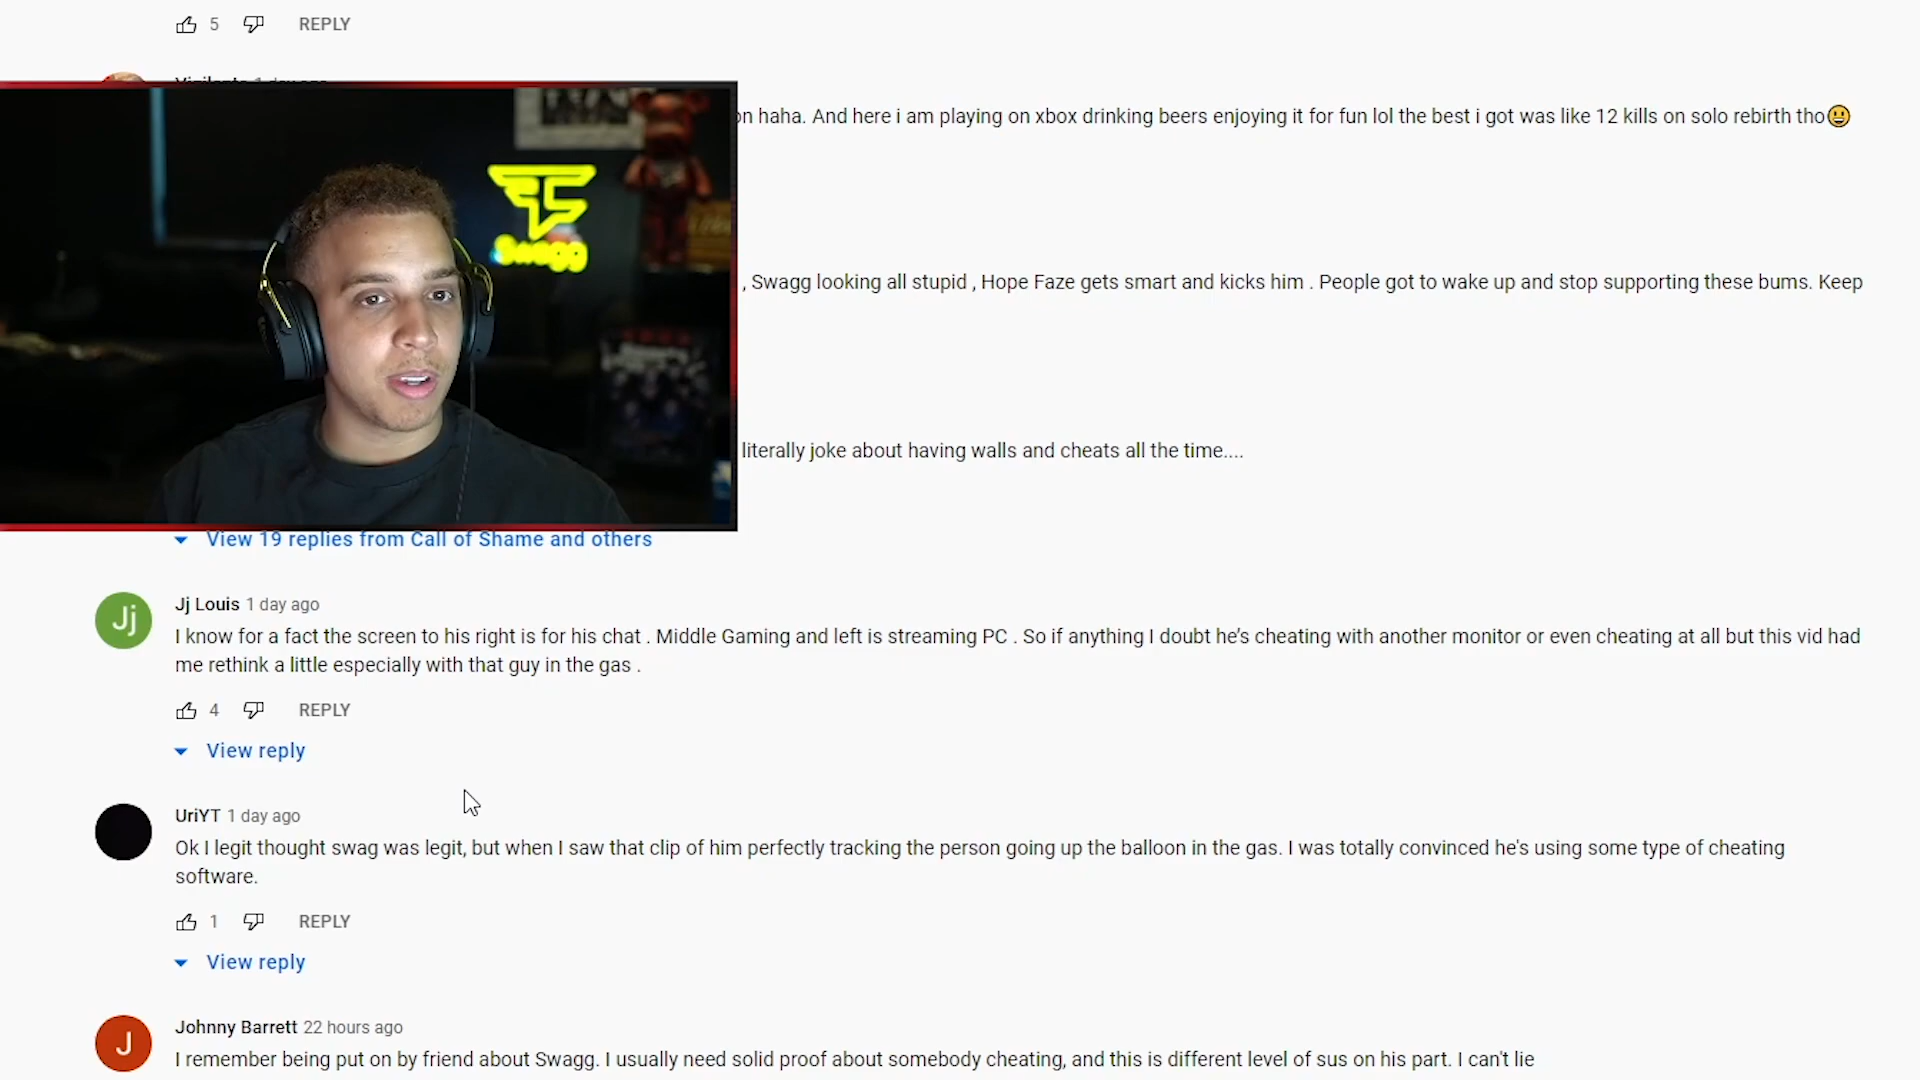 5 REPLY
Vigilante 1 day ago
on haha. And here i am playing on xbox drinking beers enjoying it for fun lol the best i got was like 12 kills on solo rebirth tho😃
Swagg
, Swagg looking all stupid , Hope Faze gets smart and kicks him . People got to wake up and stop supporting these bums. Keep
literally joke about having walls and cheats all the time....
View 19 replies from Call of Shame and others
Jj
Jj Louis 1 day ago
I know for a fact the screen to his right is for his chat . Middle Gaming and left is streaming PC . So if anything I doubt he’s cheating with another monitor or even cheating at all but this vid had
me rethink a little especially with that guy in the gas .
4 REPLY
View reply
UriYT 1 day ago
Ok I legit thought swag was legit, but when I saw that clip of him perfectly tracking the person going up the balloon in the gas. I was totally convinced he's using some type of cheating
software.
1 REPLY
View reply
J
Johnny Barrett 22 hours ago
I remember being put on by friend about Swagg. I usually need solid proof about somebody cheating, and this is different level of sus on his part. I can't lie